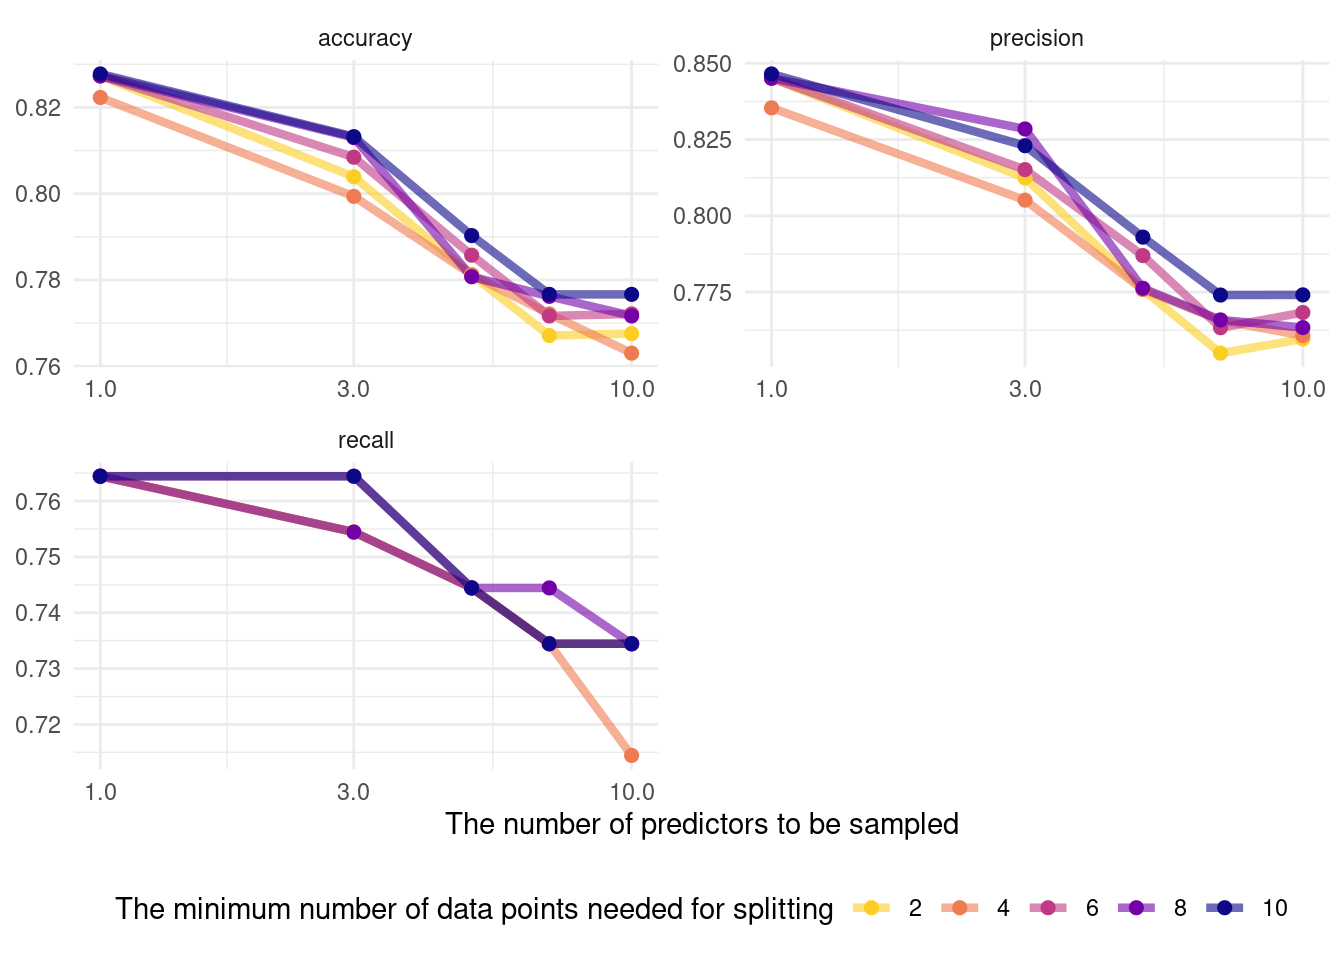 accuracy
0.82
0.80
0.78
0.76
1.0 3.0 10.0
precision
0.850
0.825
0.800
0.775
1.0 3.0 10.0
recall
0.76
0.75
0.74
0.73
0.72
1.0 3.0 10.0
The number of predictors to be sampled
The minimum number of data points needed for splitting 2 4 6 8 10